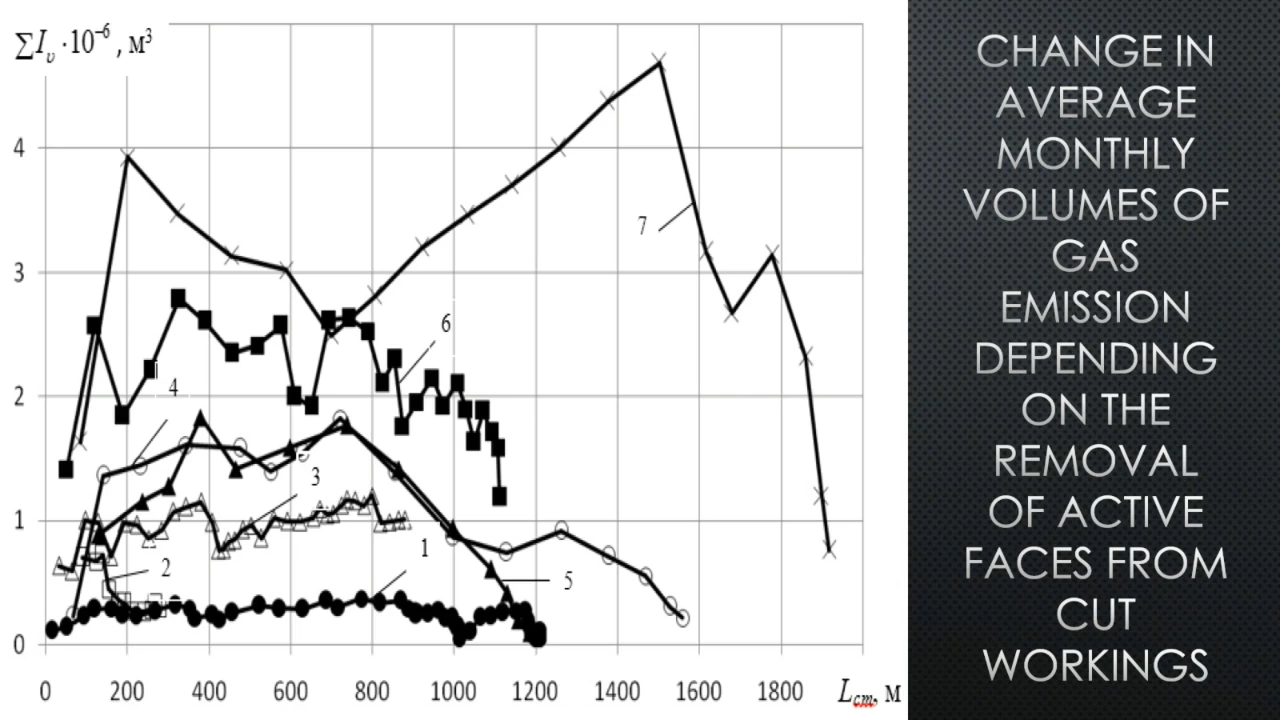 ∑Iᵥ·10⁻⁶, м³
4
3
2
1
0
0 200 400 600 800 1000 1200 1400 1600 1800 Lcm, м
7
6
4
3
1
2
5
CHANGE IN
AVERAGE
MONTHLY
VOLUMES OF
GAS
EMISSION
DEPENDING
ON THE
REMOVAL
OF ACTIVE
FACES FROM
CUT
WORKINGS